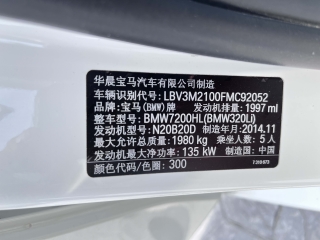 华晨宝马汽车有限公司制造
车辆识别代号：LBV3M2100FMC92052
品牌：宝马(BMW)牌 发动机排量：1997 ml
整车型号：BMW7200HL(BMW320Li)
发动机型号：N20B20D 制造年月：2014.11
最大允许总质量：1980 kg 乘坐人数：5人
发动机最大净功率：135 kW 制造国：中国
颜色代码/色圈：300